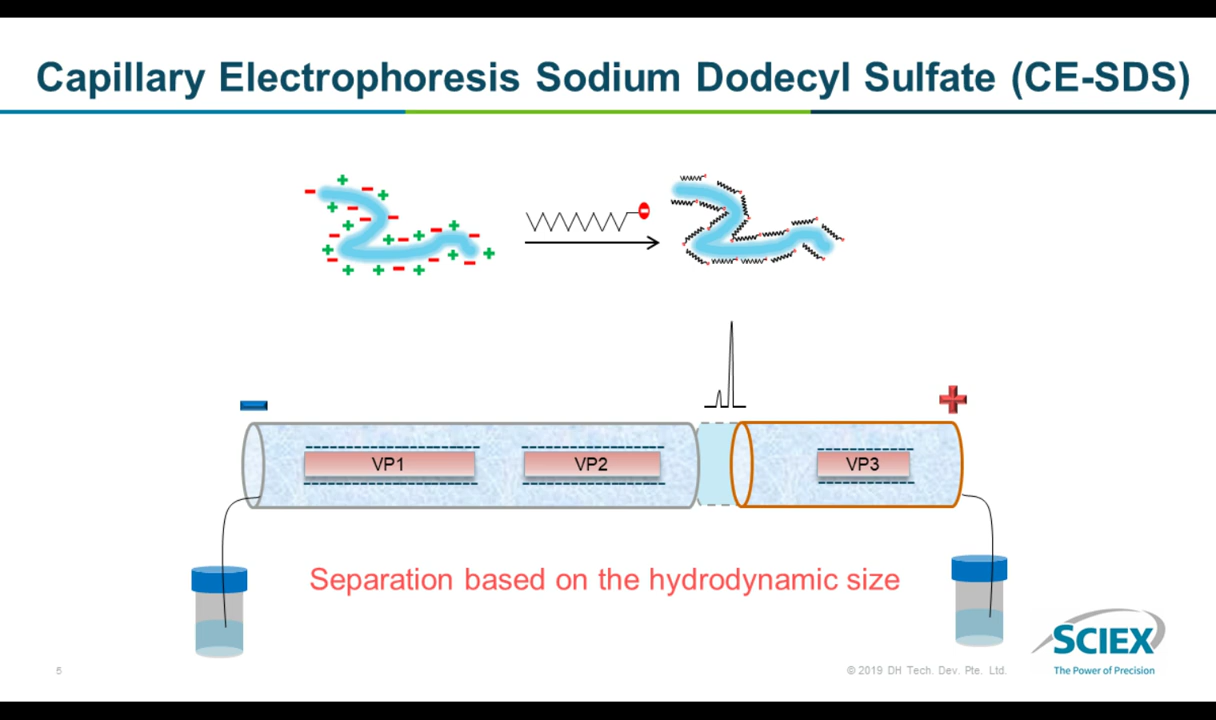 Capillary Electrophoresis Sodium Dodecyl Sulfate (CE-SDS)
VP1
VP2
VP3
Separation based on the hydrodynamic size
SCIEX
The Power of Precision
5
© 2019 DH Tech. Dev. Pte. Ltd.